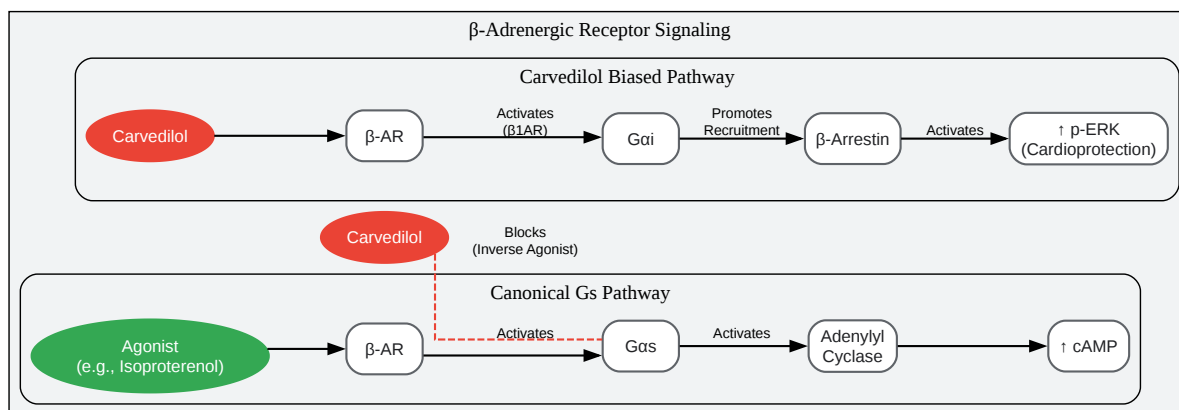 β-Adrenergic Receptor Signaling
Carvedilol Biased Pathway
Carvedilol
β-AR
Activates
(β1AR)
Gαi
Promotes
Recruitment
β-Arrestin
Activates
↑ p-ERK
(Cardioprotection)
Carvedilol
Blocks
(Inverse Agonist)
Canonical Gs Pathway
Agonist
(e.g., Isoproterenol)
β-AR
Activates
Gαs
Activates
Adenylyl
Cyclase
↑ cAMP